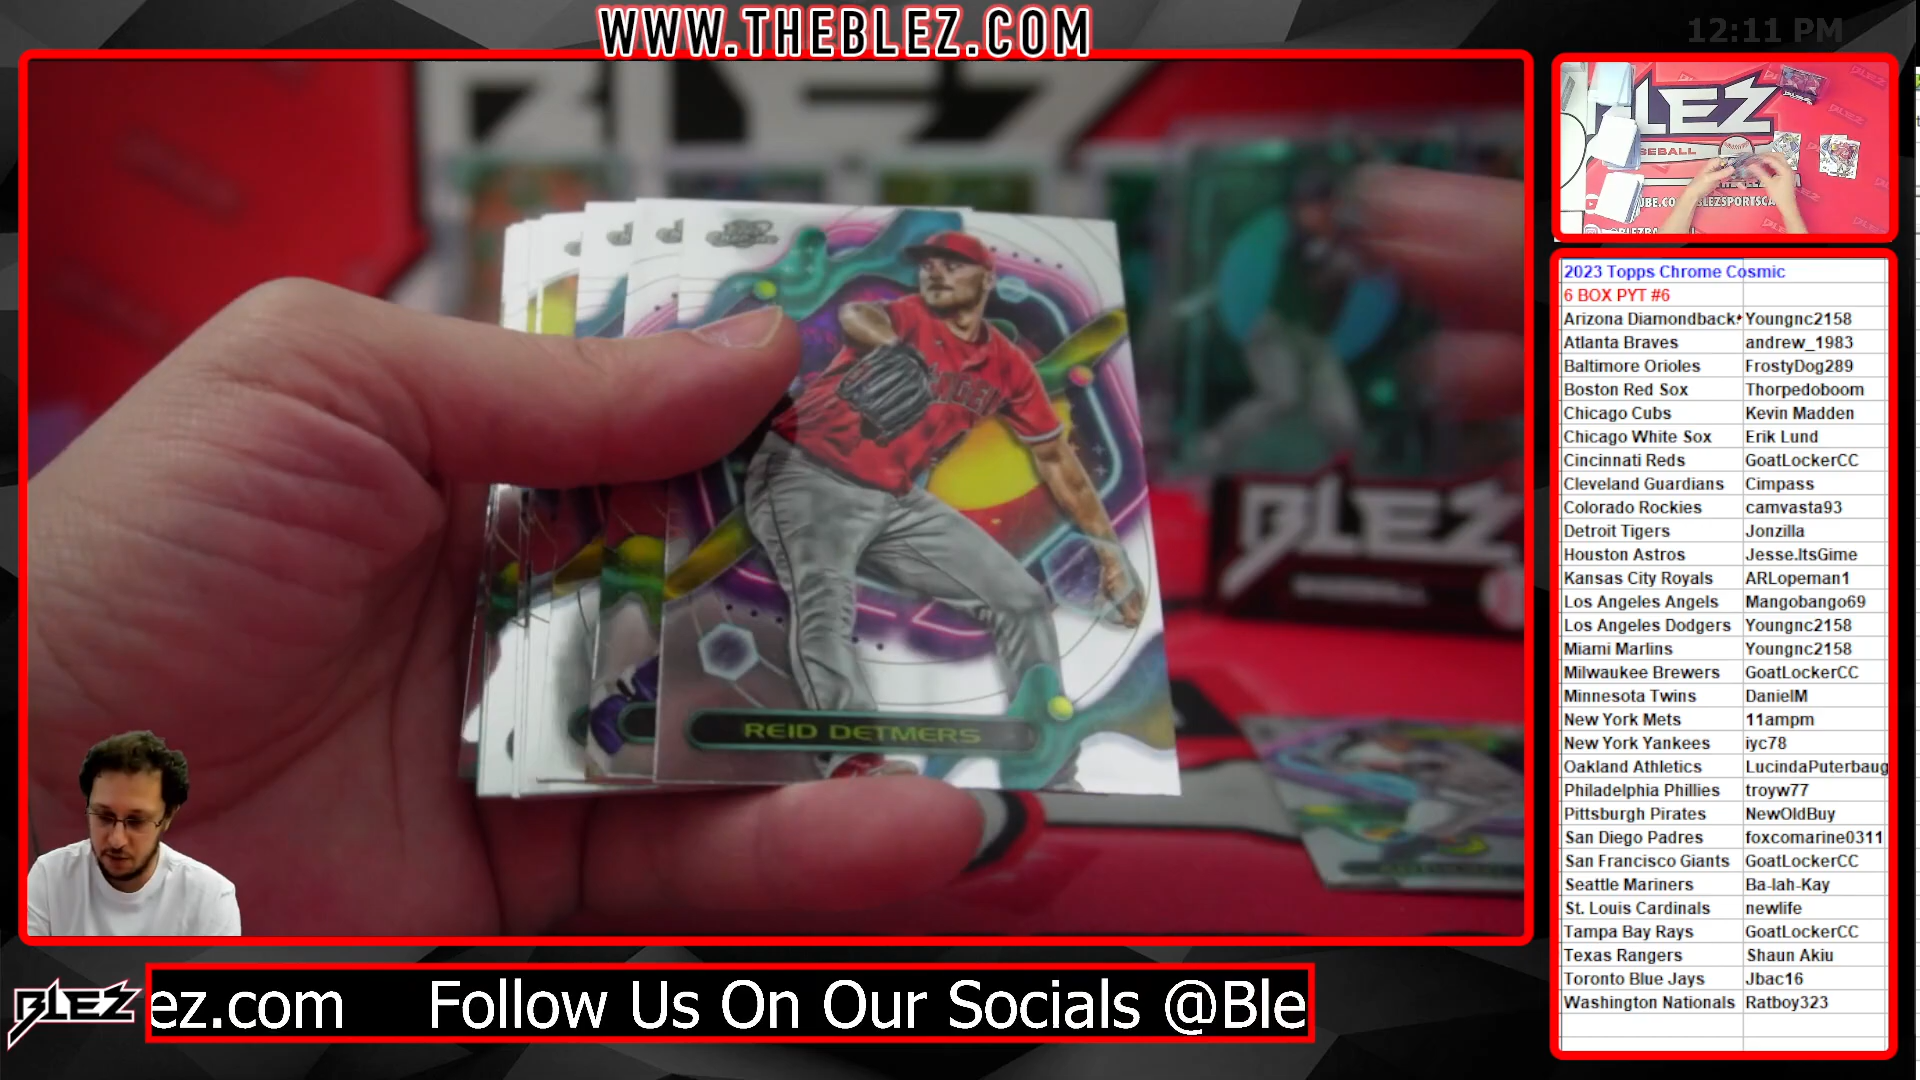 WWW.THEBLEZ.COM
12:11 PM
BLEZ
REID DETMERS
BLEZ
LEZ
SEBALL
2023 Topps Chrome Cosmic
6 BOX PYT #6
Arizona Diamondback Youngnc2158
Atlanta Braves andrew_1983
Baltimore Orioles FrostyDog289
Boston Red Sox Thorpedoboom
Chicago Cubs Kevin Madden
Chicago White Sox Erik Lund
Cincinnati Reds GoatLockerCC
Cleveland Guardians Cimpass
Colorado Rockies camvasta93
Detroit Tigers Jonzilla
Houston Astros Jesse.ItsGime
Kansas City Royals ARLopeman1
Los Angeles Angels Mangobango69
Los Angeles Dodgers Youngnc2158
Miami Marlins Youngnc2158
Milwaukee Brewers GoatLockerCC
Minnesota Twins DanielM
New York Mets 11ampm
New York Yankees iyc78
Oakland Athletics LucindaPuterbaug
Philadelphia Phillies troyw77
Pittsburgh Pirates NewOldBuy
San Diego Padres foxcomarine0311
San Francisco Giants GoatLockerCC
Seattle Mariners Ba-lah-Kay
St. Louis Cardinals newlife
Tampa Bay Rays GoatLockerCC
Texas Rangers Shaun Akiu
Toronto Blue Jays Jbac16
Washington Nationals Ratboy323
BLEZ
ez.com Follow Us On Our Socials @Ble